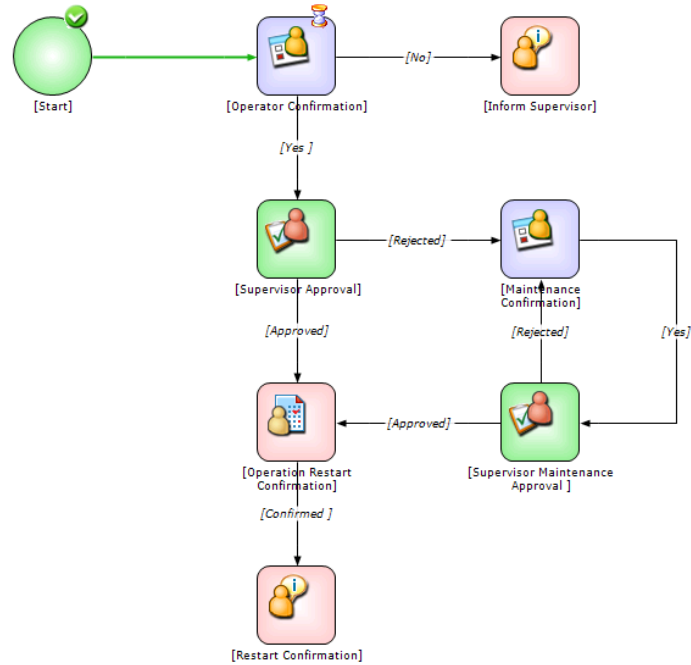 [No]
[Start]
[Operator Confirmation]
[Inform Supervisor]
[Yes ]
[Rejected]
[Supervisor Approval]
[Maintenance
Confirmation]
[Approved]
[Rejected]
[Yes]
[Approved]
[Operation Restart
Confirmation]
[Supervisor Maintenance
Approval ]
[Confirmed ]
[Restart Confirmation]